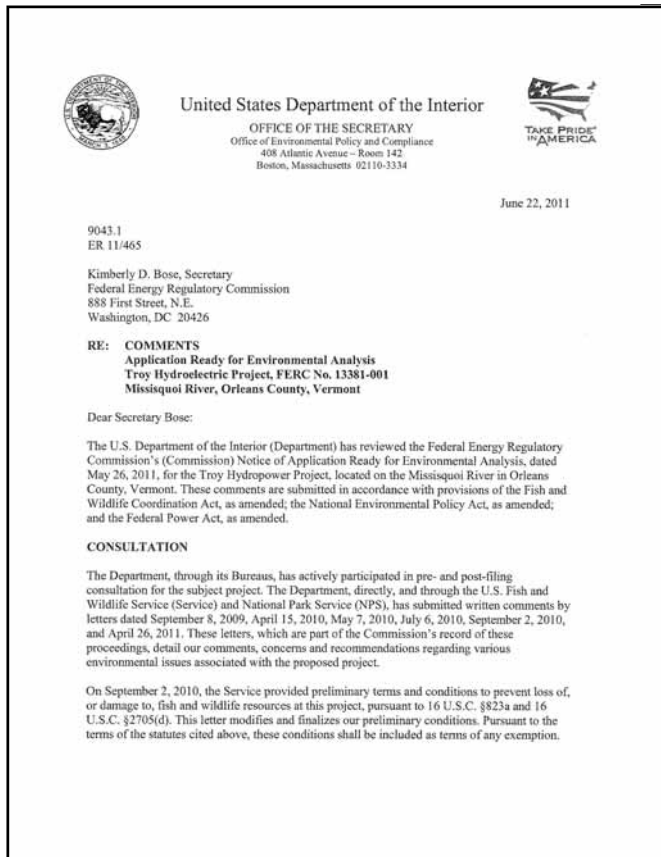 United States Department of the Interior
OFFICE OF THE SECRETARY
Office of Environmental Policy and Compliance
408 Atlantic Avenue – Room 142
Boston, Massachusetts 02110-3334
U.S. DEPARTMENT OF THE INTERIOR
MARCH 3, 1849
TAKE PRIDE®
IN AMERICA
June 22, 2011
9043.1
ER 11/465
Kimberly D. Bose, Secretary
Federal Energy Regulatory Commission
888 First Street, N.E.
Washington, DC 20426
RE: COMMENTS
Application Ready for Environmental Analysis
Troy Hydroelectric Project, FERC No. 13381-001
Missisquoi River, Orleans County, Vermont
Dear Secretary Bose:
The U.S. Department of the Interior (Department) has reviewed the Federal Energy Regulatory
Commission's (Commission) Notice of Application Ready for Environmental Analysis, dated
May 26, 2011, for the Troy Hydropower Project, located on the Missisquoi River in Orleans
County, Vermont. These comments are submitted in accordance with provisions of the Fish and
Wildlife Coordination Act, as amended; the National Environmental Policy Act, as amended;
and the Federal Power Act, as amended.
CONSULTATION
The Department, through its Bureaus, has actively participated in pre- and post-filing
consultation for the subject project. The Department, directly, and through the U.S. Fish and
Wildlife Service (Service) and National Park Service (NPS), has submitted written comments by
letters dated September 8, 2009, April 15, 2010, May 7, 2010, July 6, 2010, September 2, 2010,
and April 26, 2011. These letters, which are part of the Commission's record of these
proceedings, detail our comments, concerns and recommendations regarding various
environmental issues associated with the proposed project.
On September 2, 2010, the Service provided preliminary terms and conditions to prevent loss of,
or damage to, fish and wildlife resources at this project, pursuant to 16 U.S.C. §823a and 16
U.S.C. §2705(d). This letter modifies and finalizes our preliminary conditions. Pursuant to the
terms of the statutes cited above, these conditions shall be included as terms of any exemption.